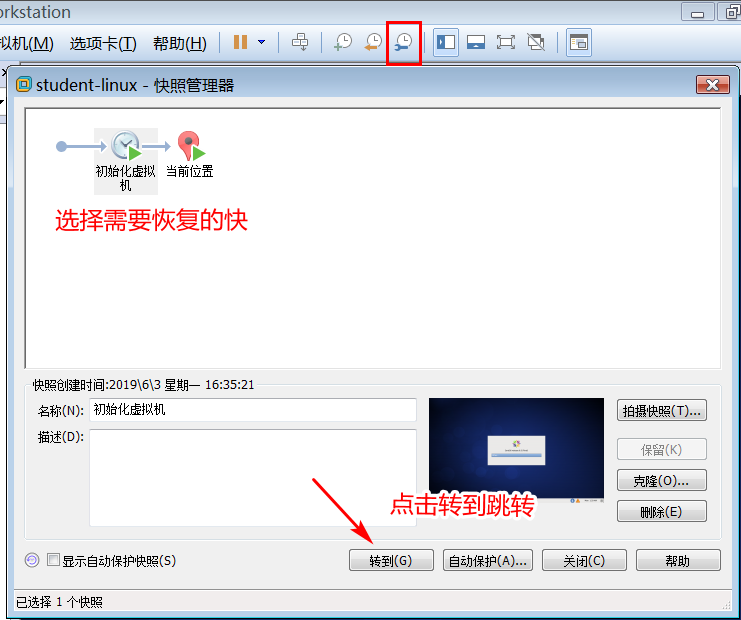 orkstation
拟机(M) 选项卡(T) 帮助(H)
student-linux - 快照管理器
初始化虚拟
机
当前位置
选择需要恢复的快
快照创建时间:2019\6\3 星期一 16:35:21
名称(N): 初始化虚拟机
描述(D):
拍摄快照(T)...
保留(K)
克隆(O)...
删除(E)
点击转到跳转
显示自动保护快照(S)
转到(G) 自动保护(A)... 关闭(C) 帮助
已选择 1 个快照